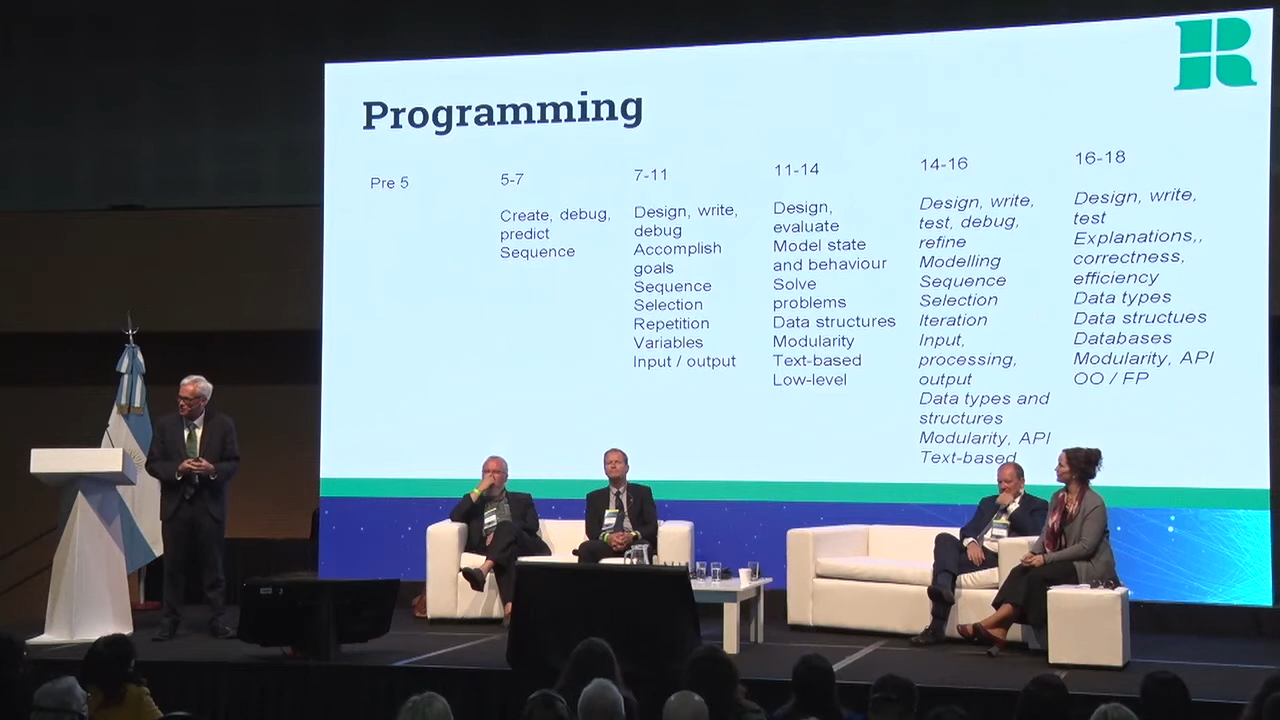 R
Programming
Pre 5
5-7
Create, debug,
predict
Sequence
7-11
Design, write,
debug
Accomplish
goals
Sequence
Selection
Repetition
Variables
Input / output
11-14
Design,
evaluate
Model state
and behaviour
Solve
problems
Data structures
Modularity
Text-based
Low-level
14-16
Design, write,
test, debug,
refine
Modelling
Sequence
Selection
Iteration
Input,
processing,
output
Data types and
structures
Modularity, API
Text-based
16-18
Design, write,
test
Explanations,,
correctness,
efficiency
Data types
Data structues
Databases
Modularity, API
OO / FP